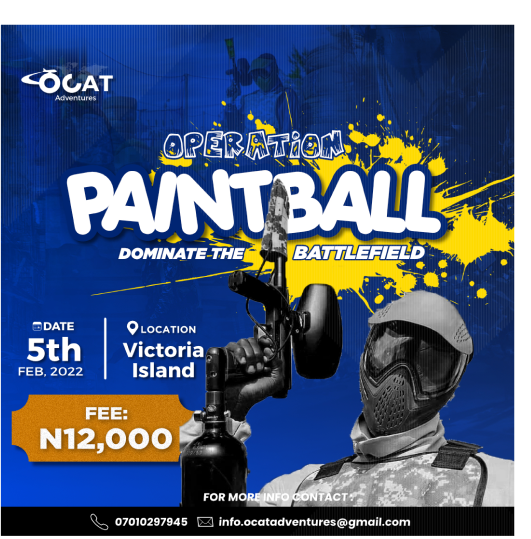 OCAT
Adventures
OPERATION
PAINTBALL
DOMINATE THE BATTLEFIELD
DATE
5th
FEB, 2022
LOCATION
Victoria
Island
FEE:
N12,000
FOR MORE INFO CONTACT :
07010297945 info.ocatadventures@gmail.com